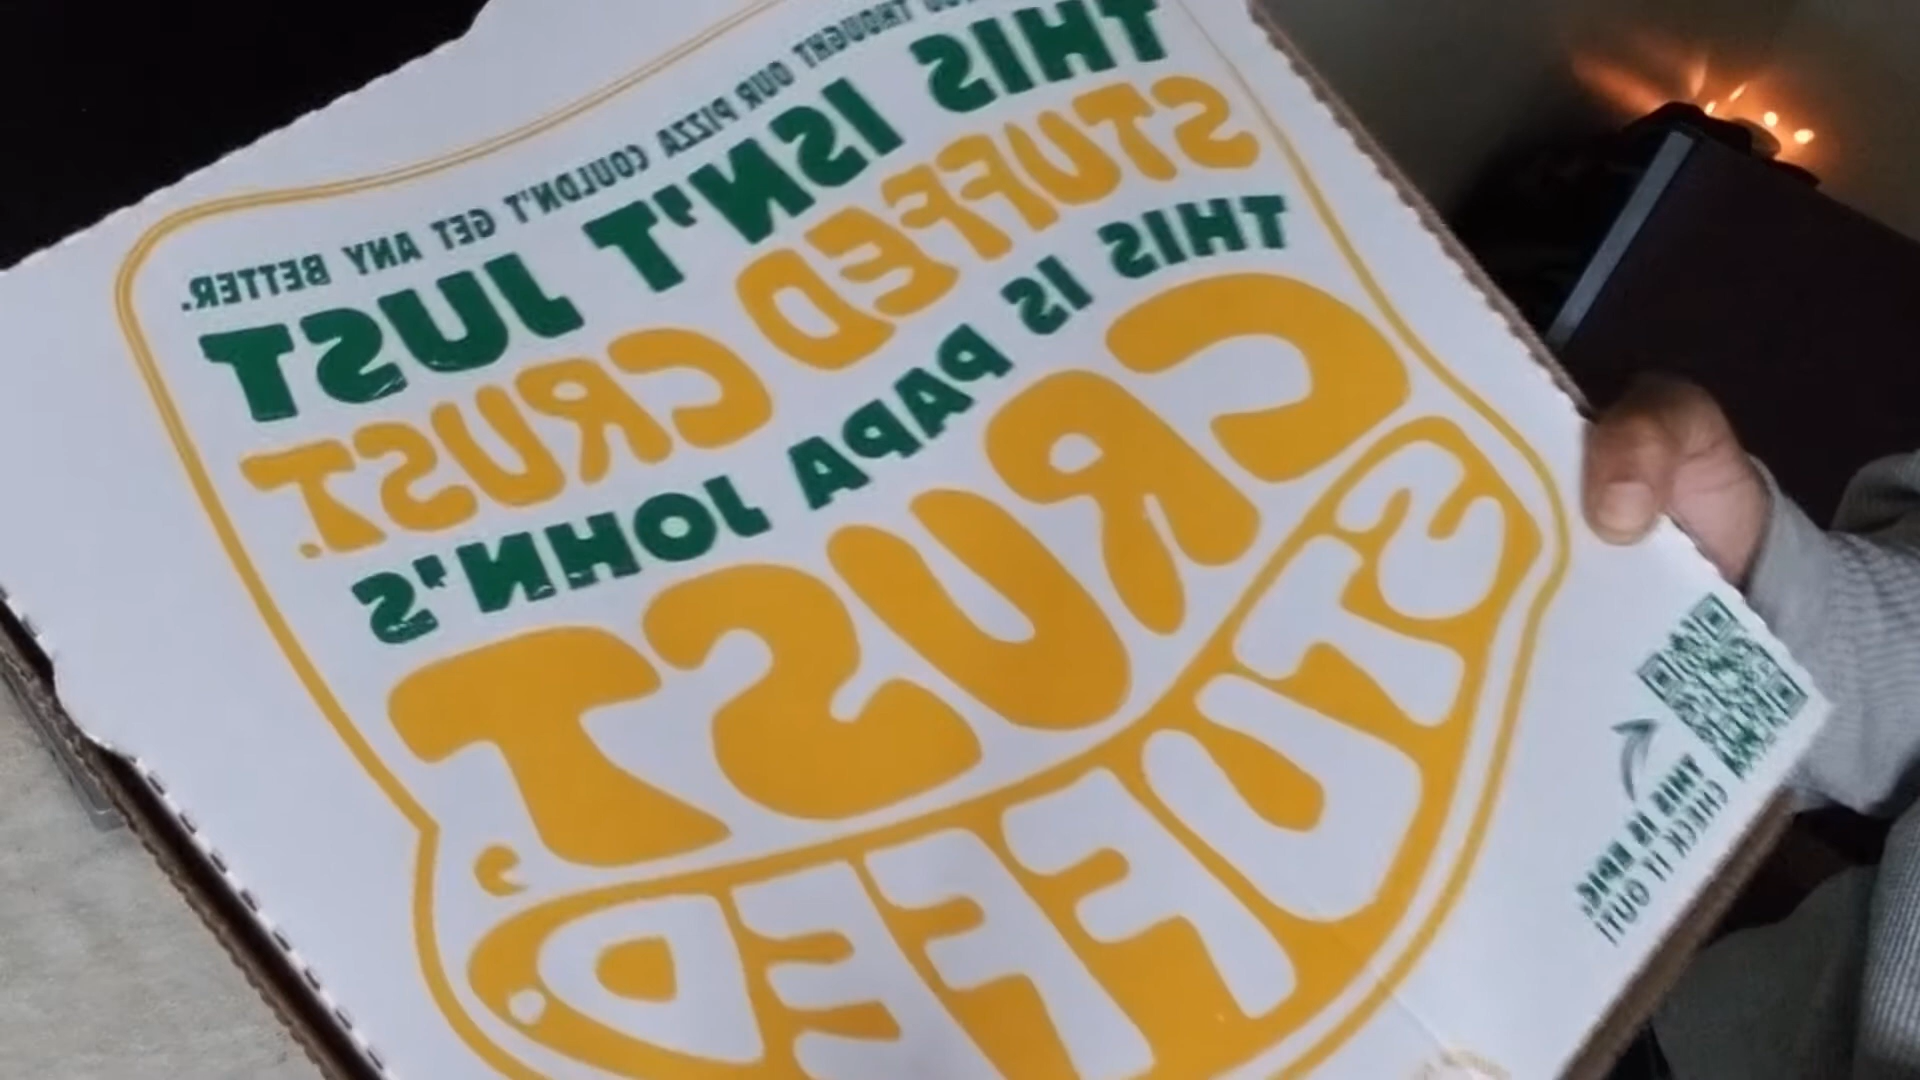 THOUGHT OUR PIZZA COULDN'T GET ANY BETTER.
THIS ISN'T JUST
STUFFED CRUST.
THIS IS PAPA JOHN'S
CRUST,
STUFFED
THIS IS EPIC,
CHECK IT OUT!